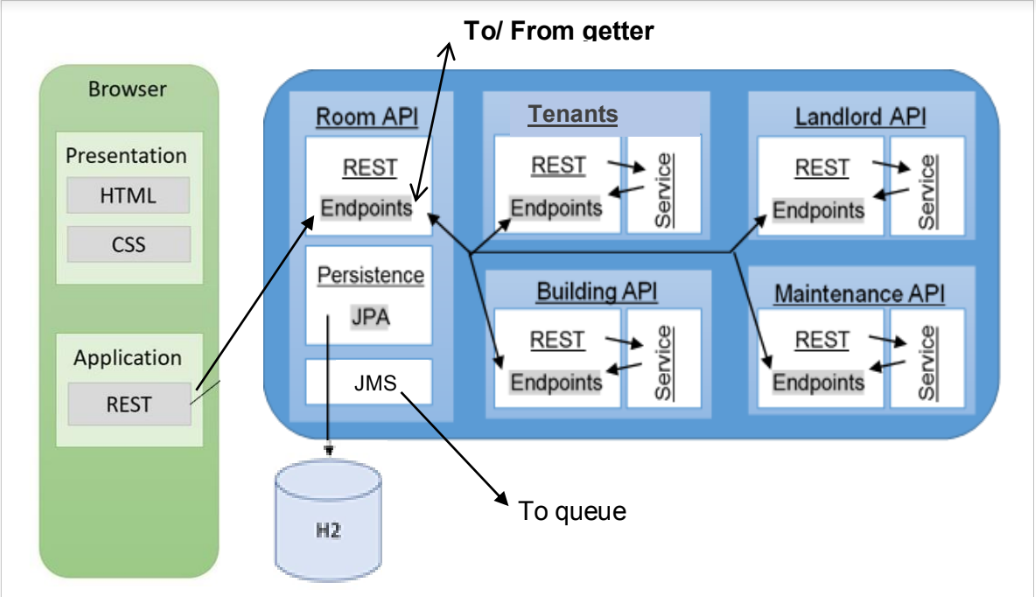 To/ From getter
Browser
Presentation
HTML
CSS
Application
REST
Room API
REST
Endpoints
Persistence
JPA
JMS
Tenants
REST
Endpoints
Service
Landlord API
REST
Endpoints
Service
Building API
REST
Endpoints
Service
Maintenance API
REST
Endpoints
Service
H2
To queue